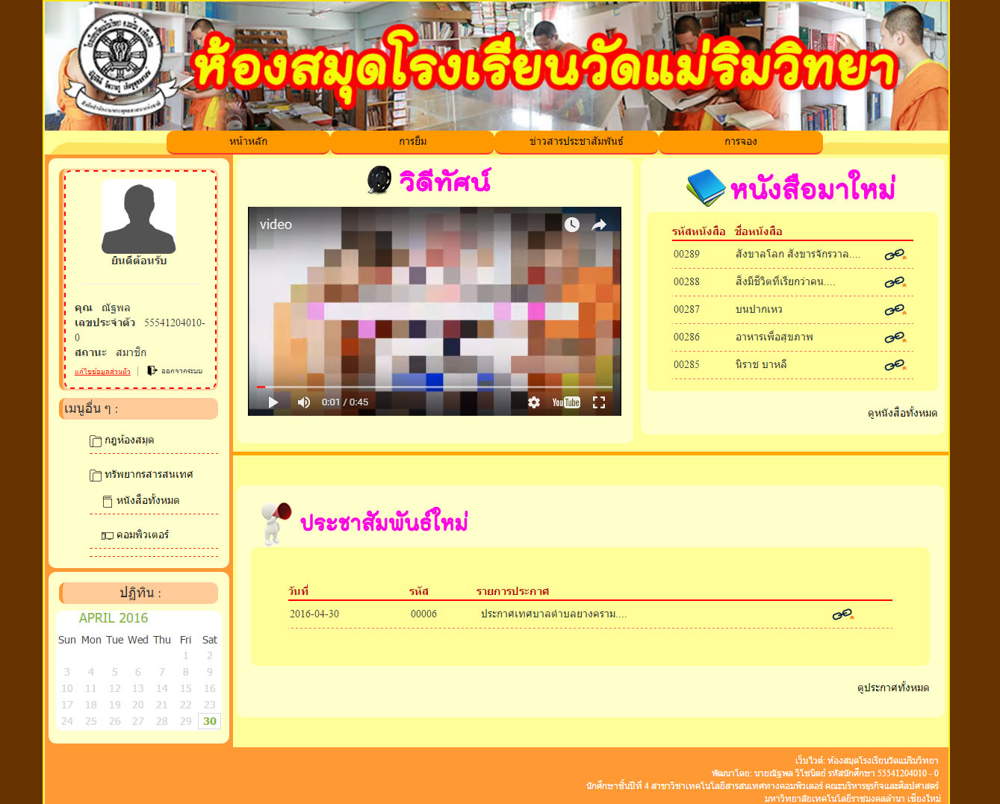 ห้องสมุดโรงเรียนวัดแม่ริมวิทยา
หน้าหลัก การยืม ข่าวสารประชาสัมพันธ์ การจอง
ยินดีต้อนรับ
คุณ ณัฐพล
เลขประจำตัว 55541204010-
0
สถานะ สมาชิก
แก้ไขข้อมูลส่วนตัว | ออกจากระบบ
เมนูอื่น ๆ :
กฎห้องสมุด
ทรัพยากรสารสนเทศ
หนังสือทั้งหมด
คอมพิวเตอร์
ปฏิทิน :
APRIL 2016
Sun Mon Tue Wed Thu Fri Sat
1 2
3 4 5 6 7 8 9
10 11 12 13 14 15 16
17 18 19 20 21 22 23
24 25 26 27 28 29 30
วิดีทัศน์
video
0:01 / 0:45
YouTube
หนังสือมาใหม่
รหัสหนังสือ ชื่อหนังสือ
00289 สังขาลโลก สังขารจักรวาล....
00288 สิ่งมีชีวิตที่เรียกว่าคน....
00287 บนปากเหว
00286 อาหารเพื่อสุขภาพ
00285 นิราช บาหลี
ดูหนังสือทั้งหมด
ประชาสัมพันธ์ใหม่
วันที่ รหัส รายการประกาศ
2016-04-30 00006 ประกาศเทศบาลตำบลยางคราม....
ดูประกาศทั้งหมด
เว็บไวต์: ห้องสมุดโรงเรียนวัดแม่ริมวิทยา
พัฒนาโดย: นายณัฐพล วิโชนิตย์ รหัสนักศึกษา 55541204010 - 0
นักศึกษาชั้นปีที่ 4 สาขาวิชาเทคโนโลยีสารสนเทศทางคอมพิวเตอร์ คณะบริหารธุรกิจและศิลปศาสตร์
มหาวิทยาลัยเทคโนโลยีราชมงคลล้านนา เชียงใหม่